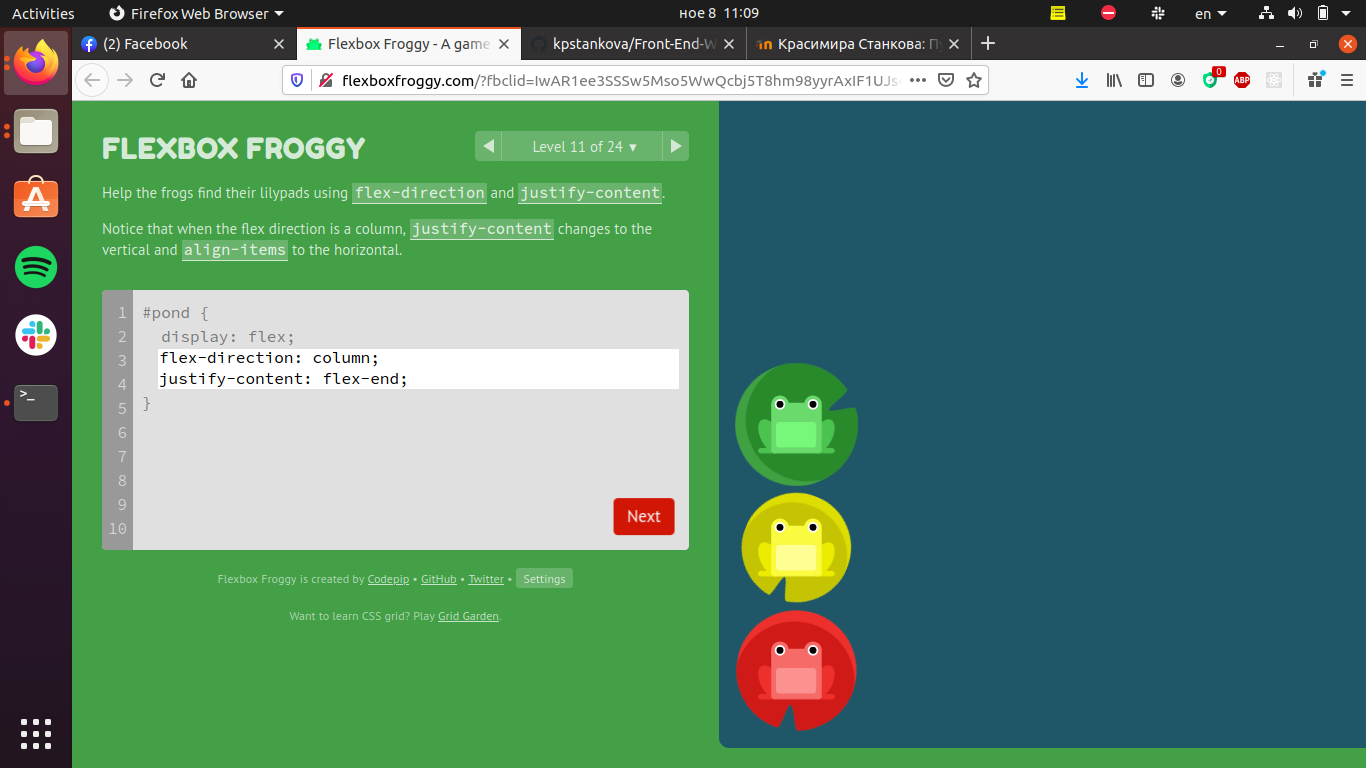 Activities
Firefox Web Browser
ное 8 11:09
en
(2) Facebook
Flexbox Froggy - A game
kpstankova/Front-End-W
Красимира Станкова: П
flexboxfroggy.com/?fbclid=IwAR1ee3SSSw5Mso5WwQcbj5T8hm98yyrAxIF1UJs
0
ABP
FLEXBOX FROGGY
Level 11 of 24
Help the frogs find their lilypads using flex-direction and justify-content.
Notice that when the flex direction is a column, justify-content changes to the
vertical and align-items to the horizontal.
1 #pond {
2 display: flex;
3 flex-direction: column;
4 justify-content: flex-end;
5 }
6
7
8
9
10
Next
Flexbox Froggy is created by Codepip • GitHub • Twitter • Settings
Want to learn CSS grid? Play Grid Garden.